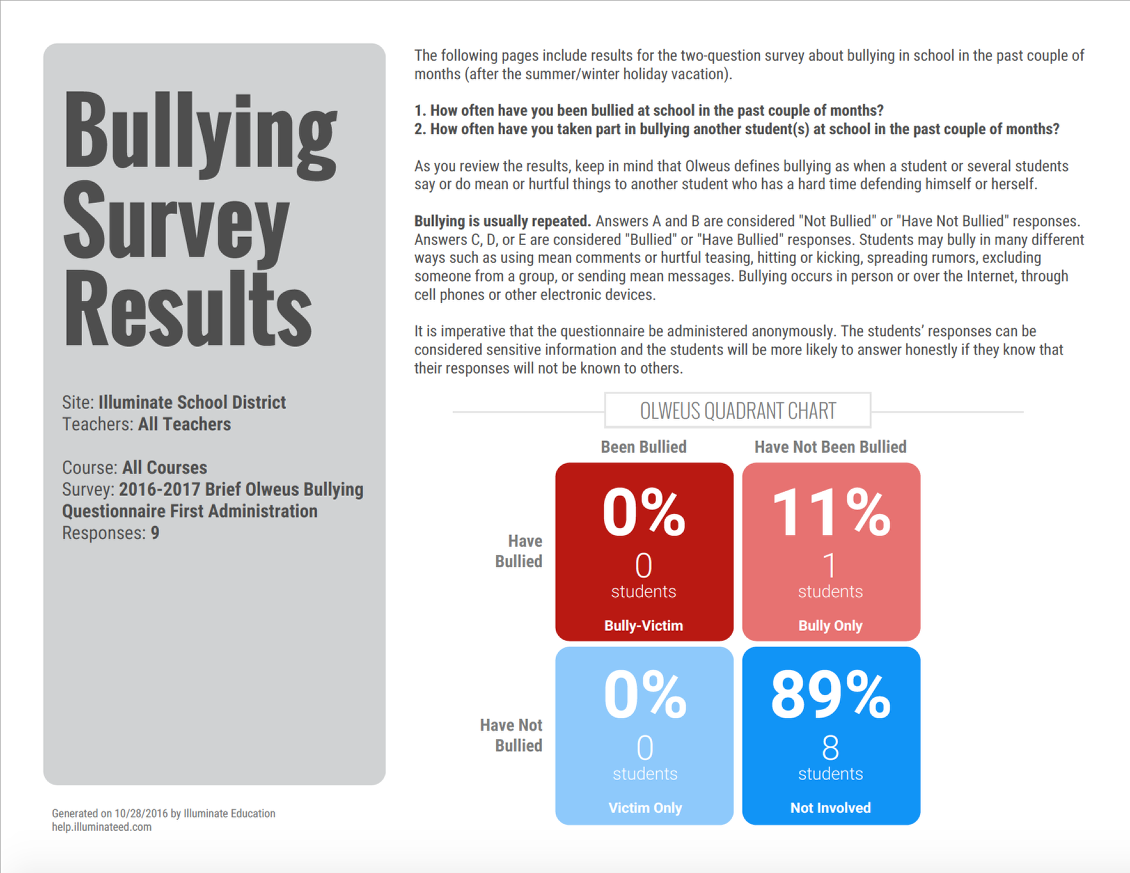 Bullying
Survey
Results
Site: Illuminate School District
Teachers: All Teachers
Course: All Courses
Survey: 2016-2017 Brief Olweus Bullying
Questionnaire First Administration
Responses: 9
Generated on 10/28/2016 by Illuminate Education
help.illuminateed.com
The following pages include results for the two-question survey about bullying in school in the past couple of
months (after the summer/winter holiday vacation).
1. How often have you been bullied at school in the past couple of months?
2. How often have you taken part in bullying another student(s) at school in the past couple of months?
As you review the results, keep in mind that Olweus defines bullying as when a student or several students
say or do mean or hurtful things to another student who has a hard time defending himself or herself.
Bullying is usually repeated. Answers A and B are considered "Not Bullied" or "Have Not Bullied" responses.
Answers C, D, or E are considered "Bullied" or "Have Bullied" responses. Students may bully in many different
ways such as using mean comments or hurtful teasing, hitting or kicking, spreading rumors, excluding
someone from a group, or sending mean messages. Bullying occurs in person or over the Internet, through
cell phones or other electronic devices.
It is imperative that the questionnaire be administered anonymously. The students' responses can be
considered sensitive information and the students will be more likely to answer honestly if they know that
their responses will not be known to others.
OLWEUS QUADRANT CHART
Been Bullied
Have Not Been Bullied
Have
Bullied
0%
0
students
Bully-Victim
11%
1
students
Bully Only
Have Not
Bullied
0%
0
students
Victim Only
89%
8
students
Not Involved